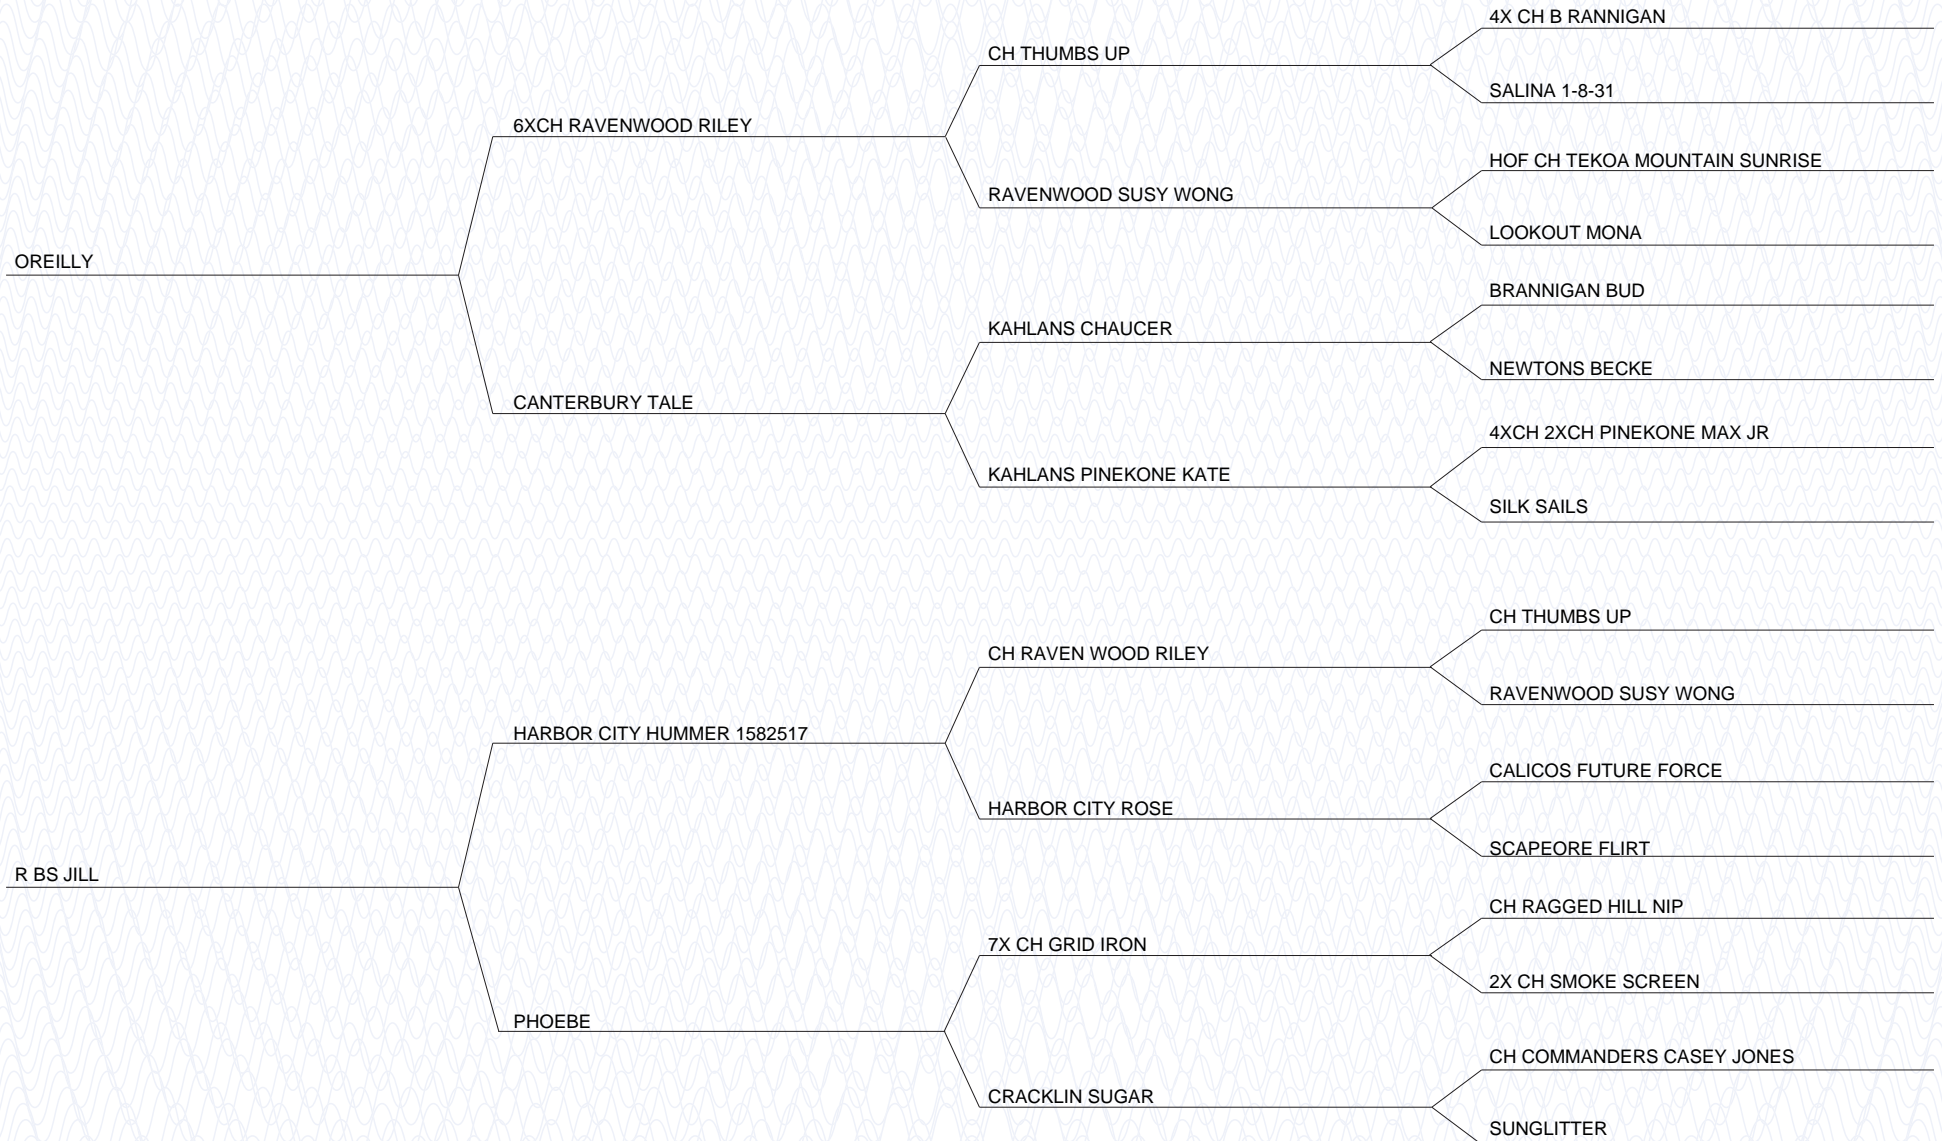 4X CH B RANNIGAN
CH THUMBS UP
SALINA 1-8-31
6XCH RAVENWOOD RILEY
HOF CH TEKOA MOUNTAIN SUNRISE
RAVENWOOD SUSY WONG
LOOKOUT MONA
OREILLY
BRANNIGAN BUD
KAHLANS CHAUCER
NEWTONS BECKE
CANTERBURY TALE
4XCH 2XCH PINEKONE MAX JR
KAHLANS PINEKONE KATE
SILK SAILS
CH THUMBS UP
CH RAVEN WOOD RILEY
RAVENWOOD SUSY WONG
HARBOR CITY HUMMER 1582517
CALICOS FUTURE FORCE
HARBOR CITY ROSE
SCAPEORE FLIRT
R BS JILL
CH RAGGED HILL NIP
7X CH GRID IRON
2X CH SMOKE SCREEN
PHOEBE
CH COMMANDERS CASEY JONES
CRACKLIN SUGAR
SUNGLITTER